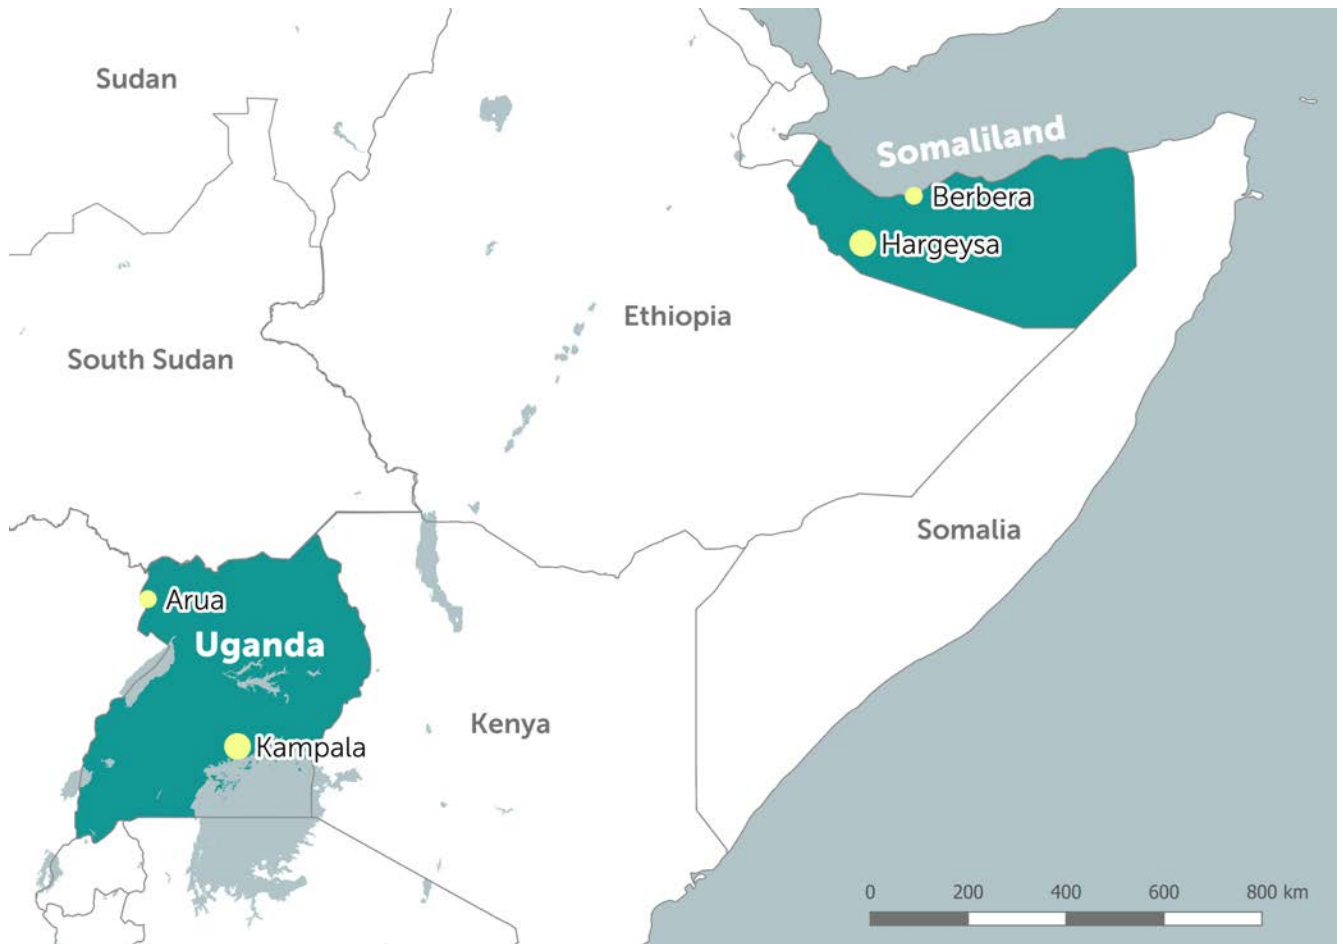 Sudan
Somaliland
Berbera
Hargeysa
Ethiopia
South Sudan
Somalia
Arua
Uganda
Kenya
Kampala
0 200 400 600 800 km